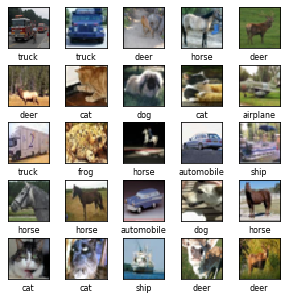 truck truck deer horse deer
deer cat dog cat airplane
truck frog horse automobile ship
horse horse automobile dog horse
cat cat ship deer deer